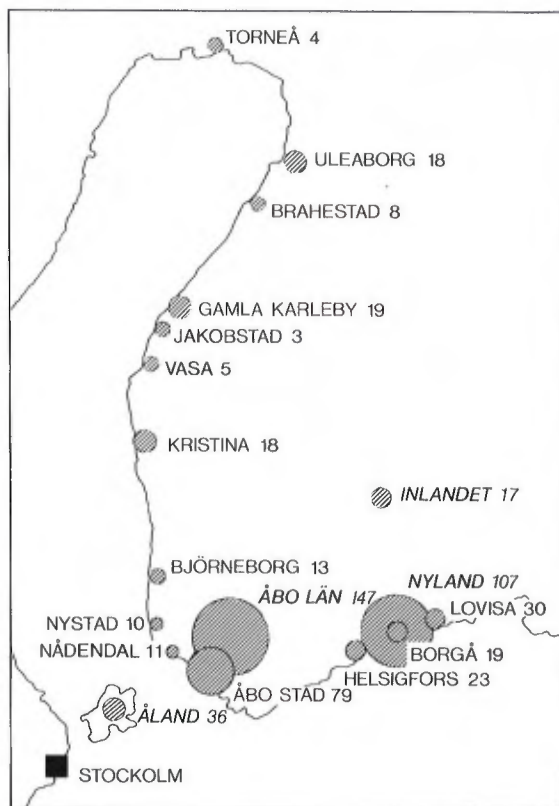 TORNEÅ 4
ULEABORG 18
BRAHESTAD 8
GAMLA KARLEBY 19
JAKOBSTAD 3
VASA 5
KRISTINA 18
INLANDET 17
BJÖRNEBORG 13
ÅBO LÄN 147
NYLAND 107
NYSTAD 10
LOVISA 30
NÅDENDAL 11
BORGÅ 19
HELSIGFORS 23
ÅBO STAD 79
ÅLAND 36
STOCKOLM